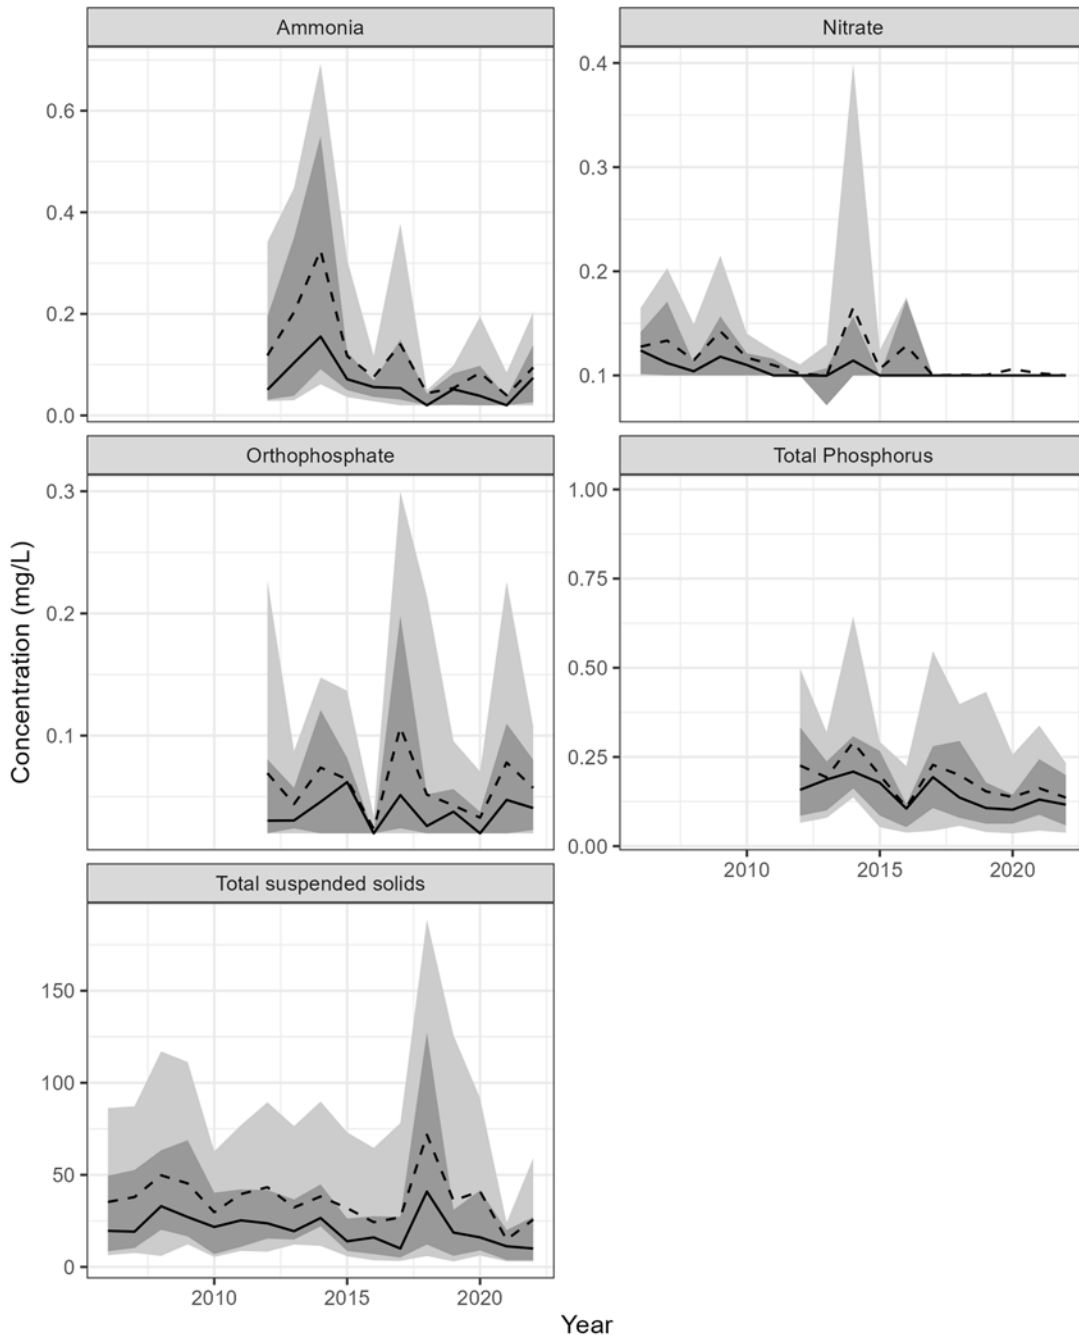 Ammonia
0.6
0.4
0.2
0.0
Nitrate
0.4
0.3
0.2
0.1
Orthophosphate
0.3
0.2
0.1
Total Phosphorus
1.00
0.75
0.50
0.25
0.00
2010 2015 2020
Total suspended solids
150
100
50
0
2010 2015 2020
Concentration (mg/L)
Year